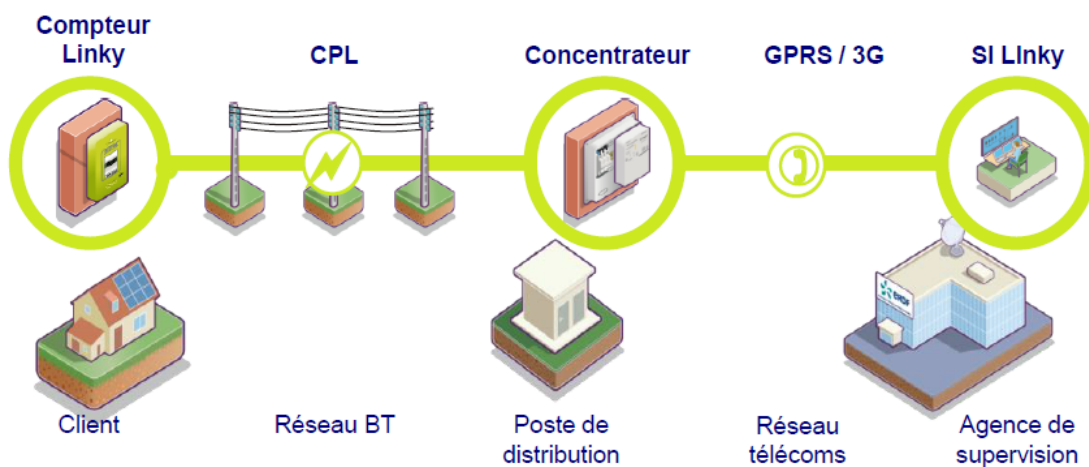 Compteur
Linky
CPL
Concentrateur
GPRS / 3G
SI LInky
ERDF
Client
Réseau BT
Poste de
distribution
Réseau
télécoms
Agence de
supervision